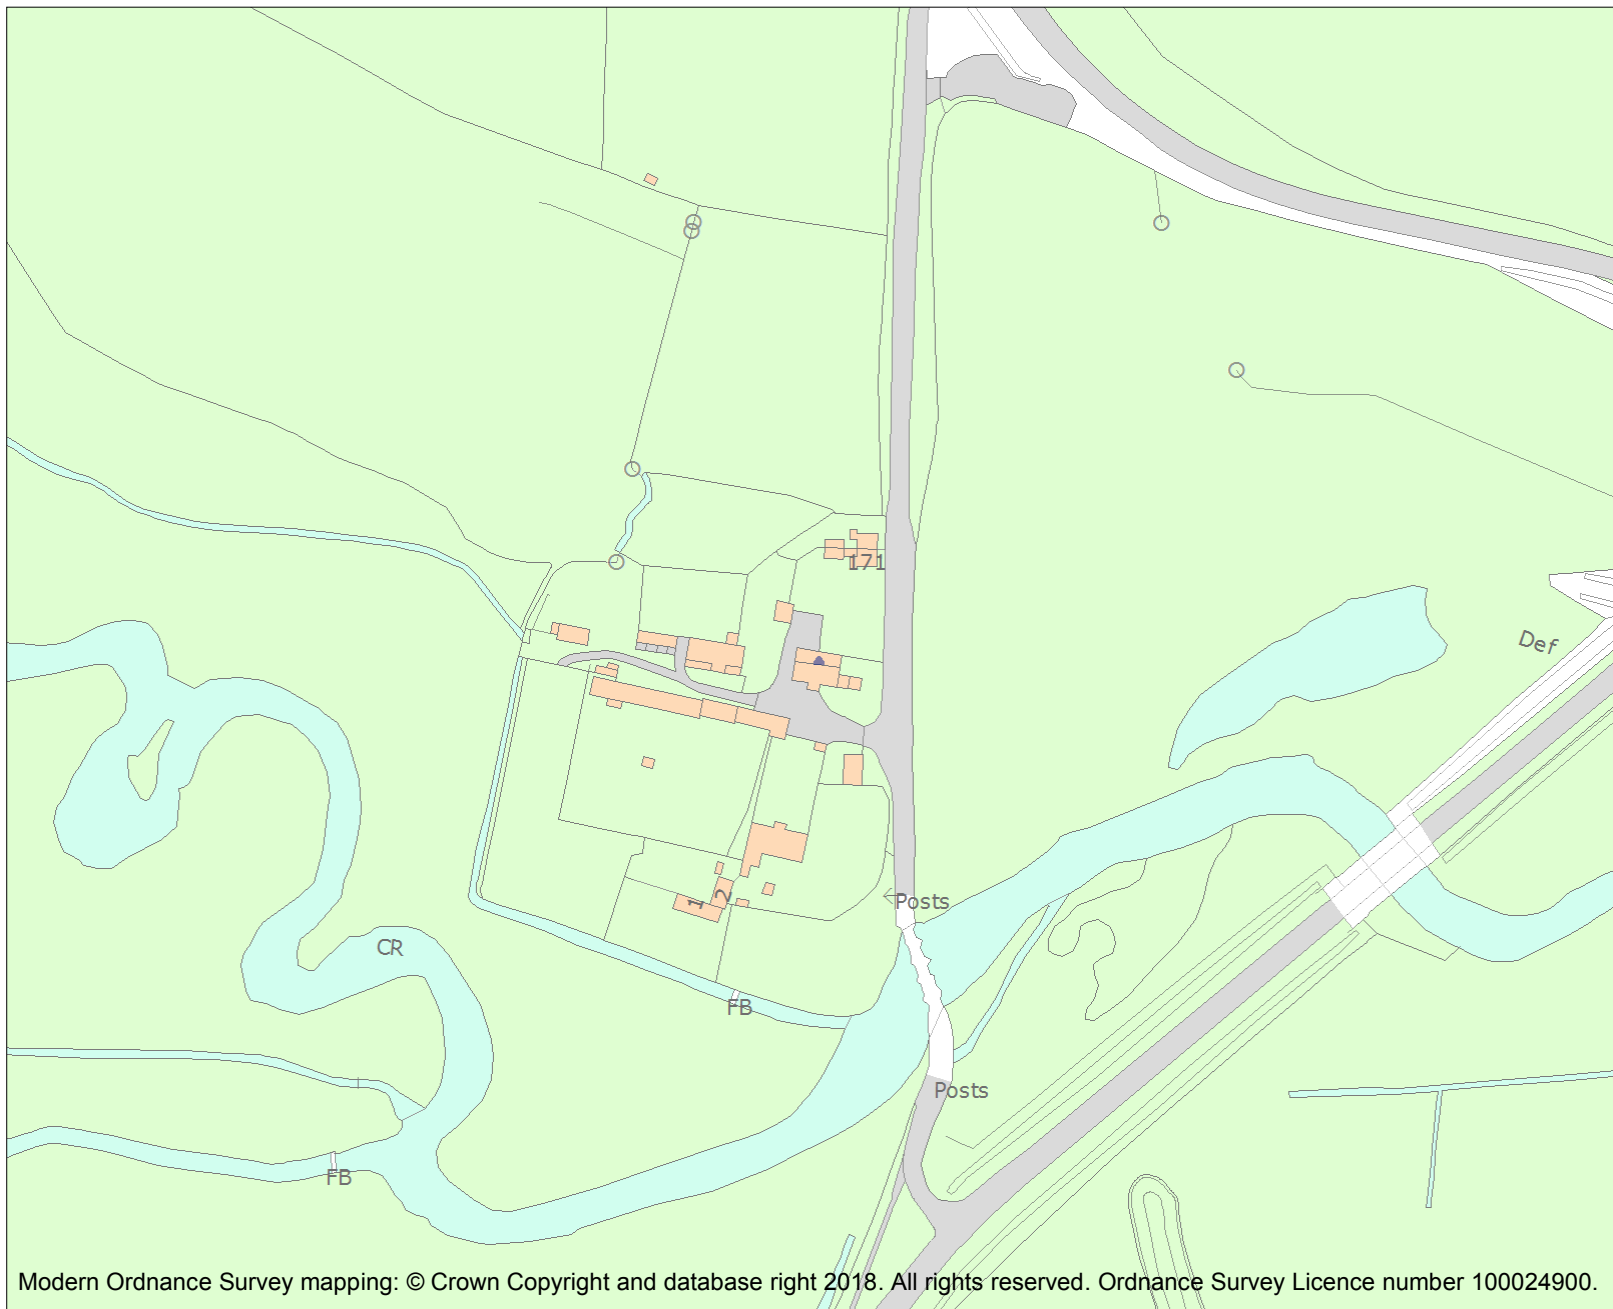 171
Def
1
2
Posts
CR
FB
Posts
FB
Modern Ordnance Survey mapping: © Crown Copyright and database right 2018. All rights reserved. Ordnance Survey Licence number 100024900.